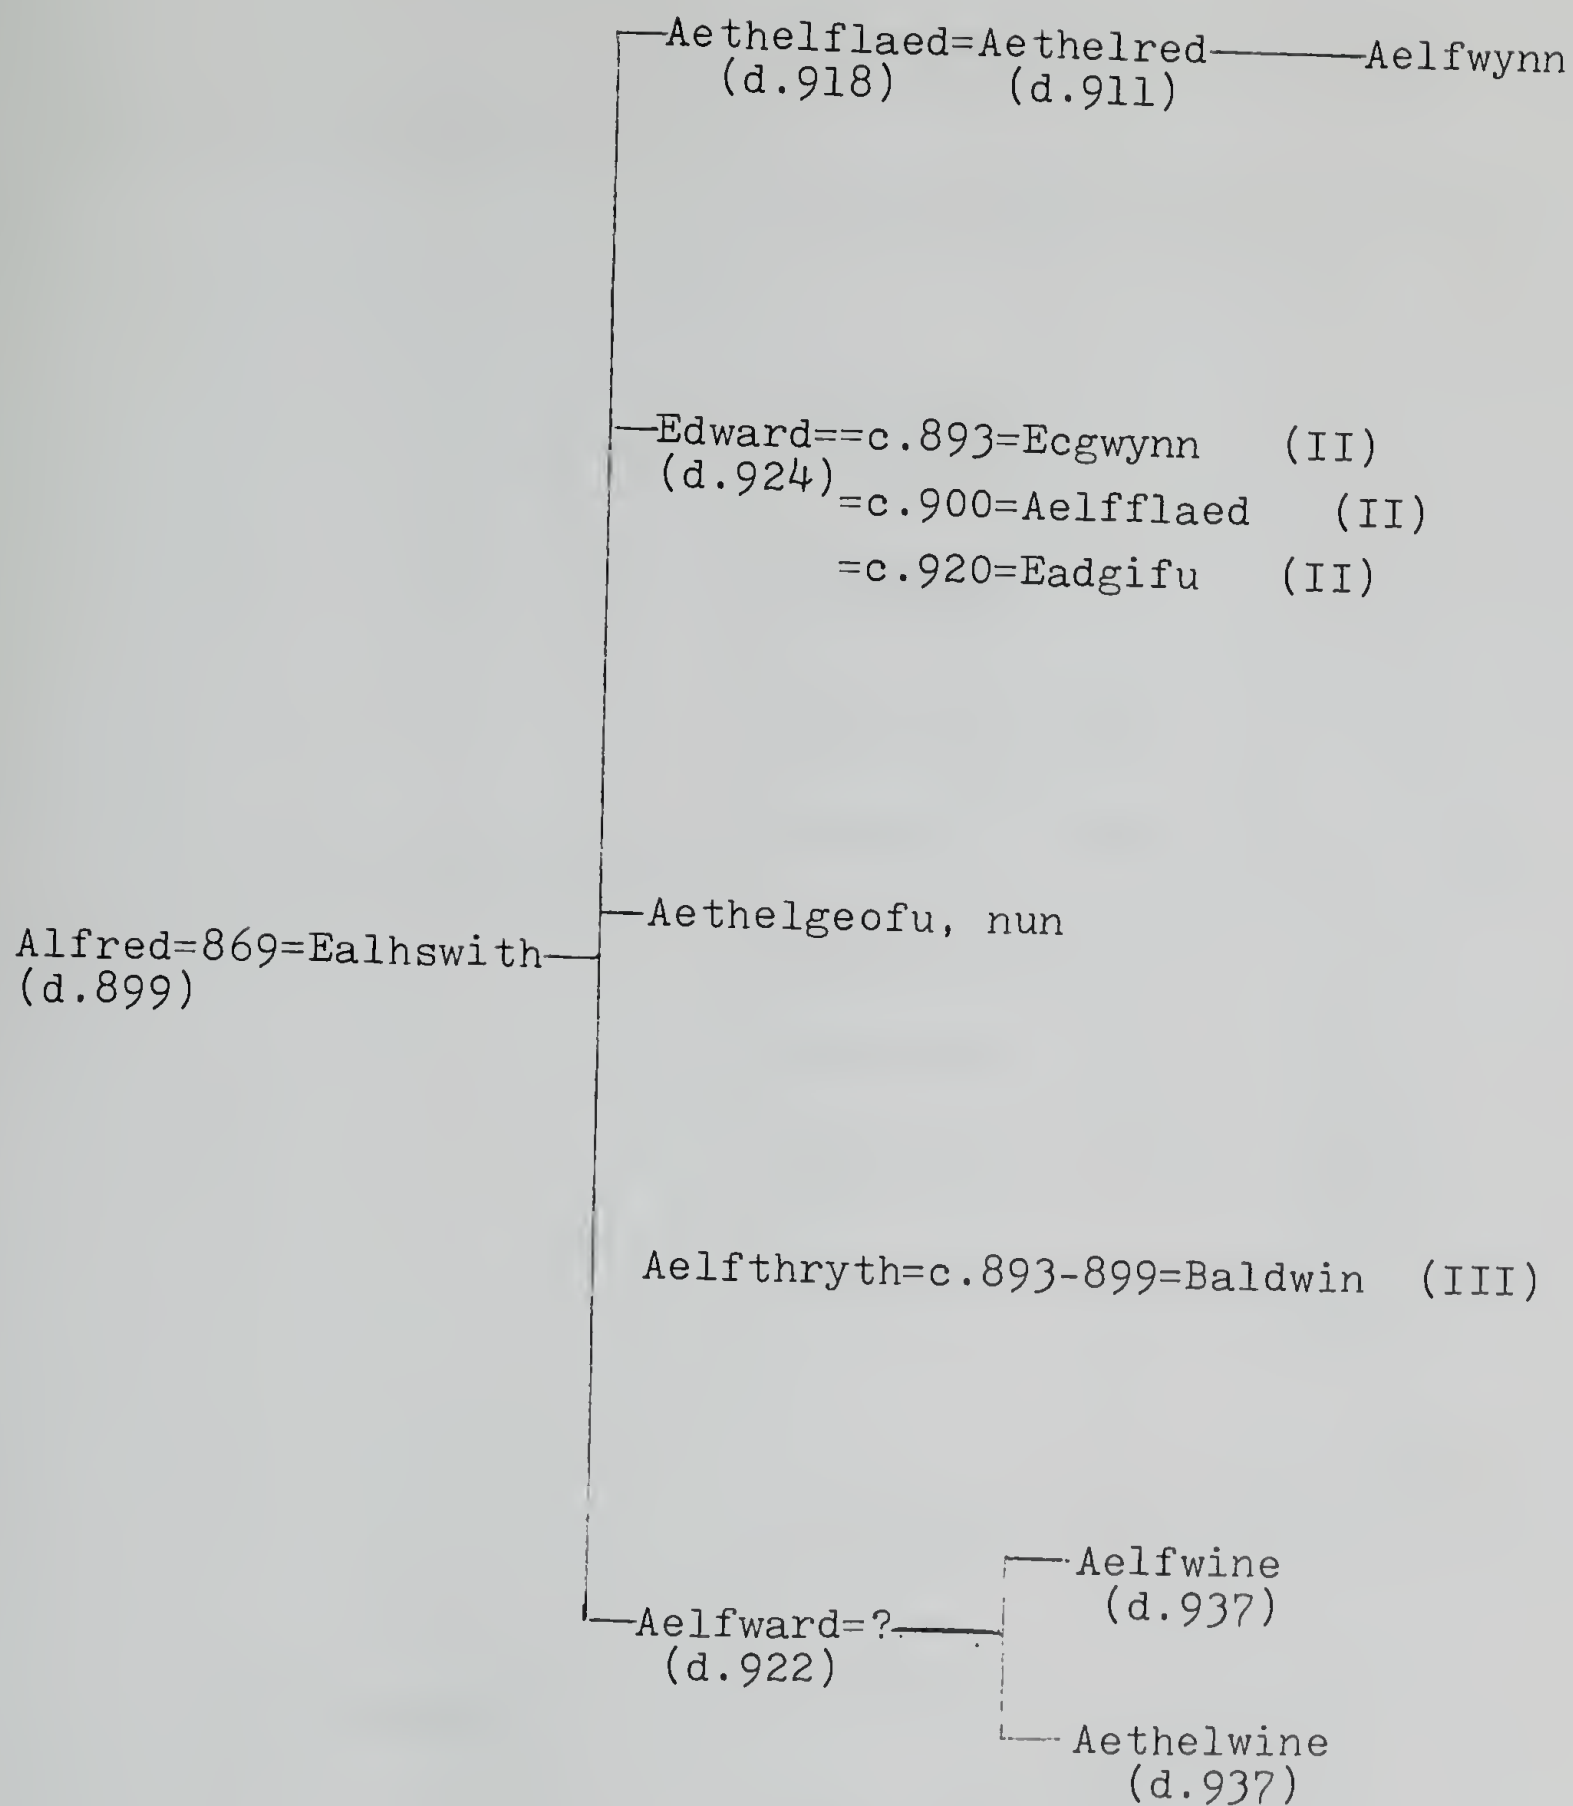 Aethelflaed=Aethelred——Aelfwynn
(d.918) (d.911)
Edward==c.893=Ecgwynn (II)
(d.924)
=c.900=Aelfflaed (II)
=c.920=Eadgifu (II)
Aethelgeofu, nun
Alfred=869=Ealhswith
(d.899)
Aelfthryth=c.893-899=Baldwin (III)
Aelfwine
(d.937)
Aelfward=?
(d.922)
Aethelwine
(d.937)